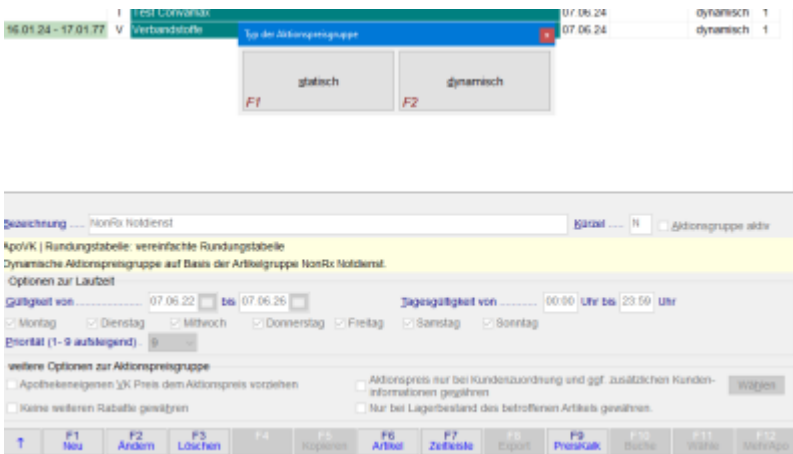 T Test Convamax 07.06.24 dynamisch 1
16.01.24 - 17.01.77 V Verbandstoffe 07.06.24 dynamisch 1
Typ der Aktionspreisgruppe
statisch dynamisch
F1 F2
Bezeichnung ..... NonRx Notdienst Kürzel ..... N Aktionsgruppe aktiv
ApoVK | Rundungstabelle: vereinfachte Rundungstabelle
Dynamische Aktionspreisgruppe auf Basis der Artikelgruppe NonRx Notdienst.
Optionen zur Laufzeit
Gültigkeit von 07.06.22 bis 07.06.26 Tagesgültigkeit von 00:00 Uhr bis 23:59 Uhr
Montag Dienstag Mittwoch Donnerstag Freitag Samstag Sonntag
Priorität (1- 9 aufsteigend) . 9
weitere Optionen zur Aktionspreisgruppe
Apothekeneigenen VK Preis dem Aktionspreis vorziehen
Aktionspreis nur bei Kundenzuordnung und ggf. zusätzlichen Kunden-
informationen gewähren
Wählen
Keine weiteren Rabatte gewähren Nur bei Lagerbestand des betroffenen Artikels gewähren.
F1 F2 F3 F4 F5 F6 F7 F8 F9 F10 F11 F12
Neu Ändern Löschen Kopieren Artikel Zeitleiste Export PreisKalk Buche Wähle MehrApo